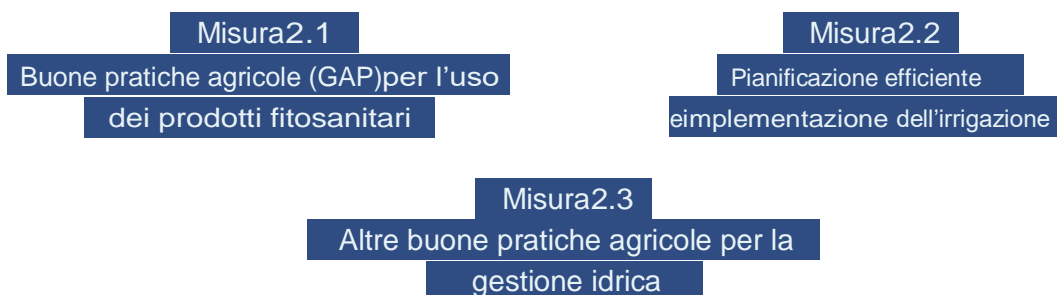 Misura2.1
Buone pratiche agricole (GAP)per l'uso
dei prodotti fitosanitari
Misura2.2
Pianificazione efficiente
eimplementazione dell'irrigazione
Misura2.3
Altre buone pratiche agricole per la
gestione idrica